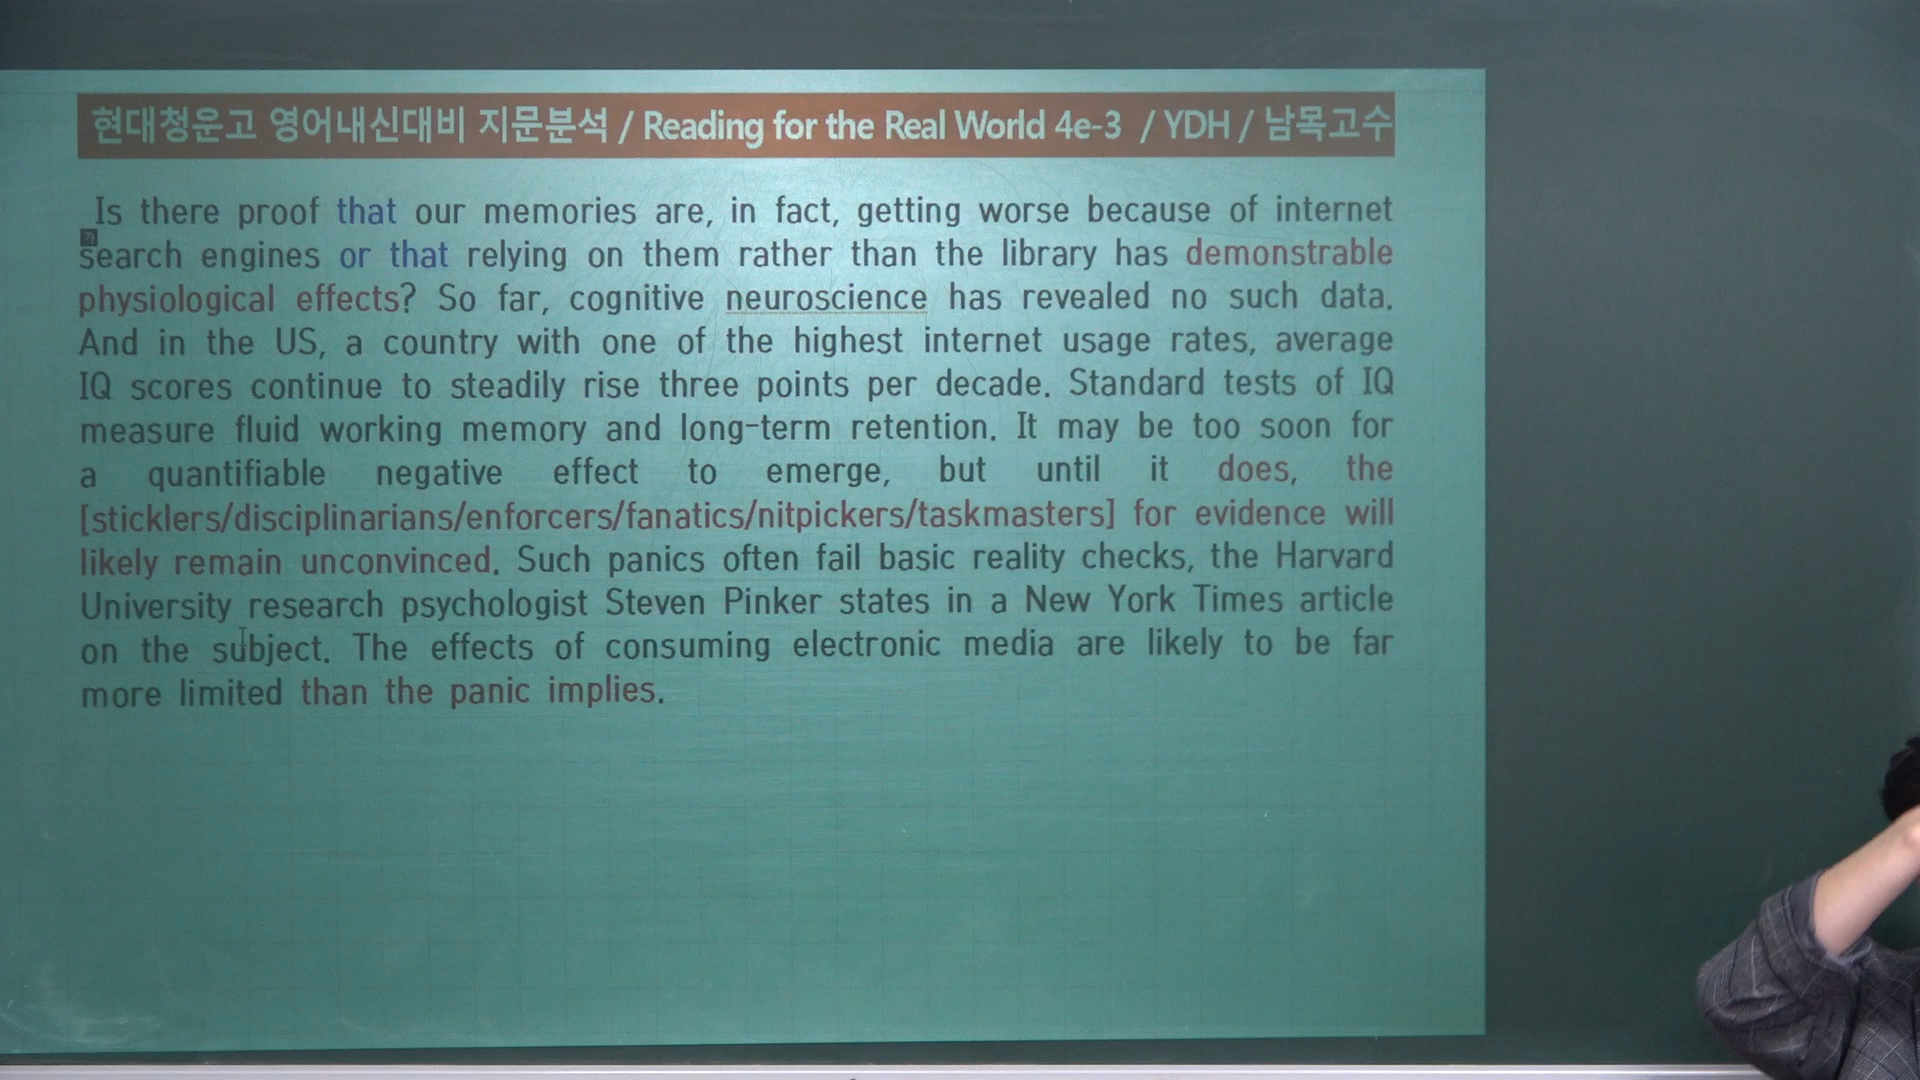 현대청운고 영어내신대비 지문분석 / Reading for the Real World 4e-3 / YDH / 남목고수
Is there proof that our memories are, in fact, getting worse because of internet
search engines or that relying on them rather than the library has demonstrable
physiological effects? So far, cognitive neuroscience has revealed no such data.
And in the US, a country with one of the highest internet usage rates, average
IQ scores continue to steadily rise three points per decade. Standard tests of IQ
measure fluid working memory and long-term retention. It may be too soon for
a quantifiable negative effect to emerge, but until it does, the
[sticklers/disciplinarians/enforcers/fanatics/nitpickers/taskmasters] for evidence will
likely remain unconvinced. Such panics often fail basic reality checks, the Harvard
University research psychologist Steven Pinker states in a New York Times article
on the subject. The effects of consuming electronic media are likely to be far
more limited than the panic implies.